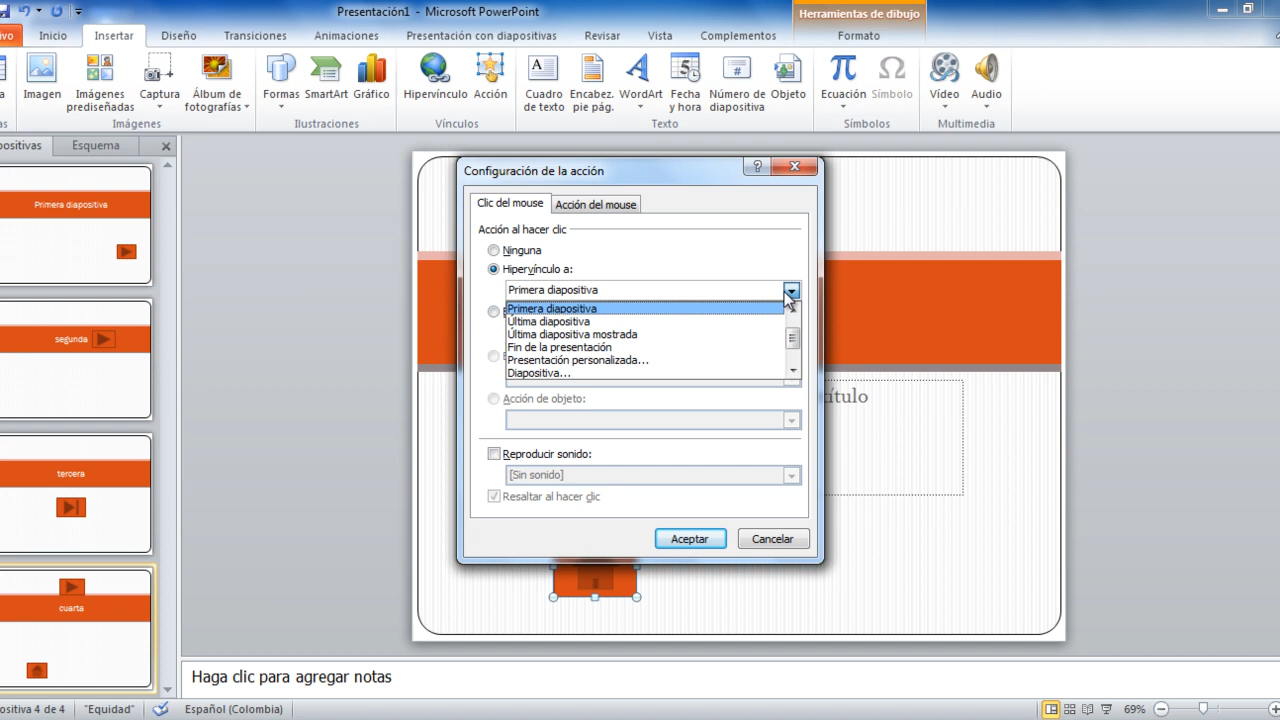 Presentación1 - Microsoft PowerPoint
Herramientas de dibujo
Inicio
Insertar
Diseño
Transiciones
Animaciones
Presentación con diapositivas
Revisar
Vista
Complementos
Formato
Imagen
Imágenes prediseñadas
Captura
Álbum de fotografías
Formas
SmartArt
Gráfico
Hipervínculo
Acción
Cuadro de texto
Encabez. pie pág.
WordArt
Fecha y hora
Número de diapositiva
Objeto
Ecuación
Símbolo
Vídeo
Audio
Imágenes
Ilustraciones
Vínculos
Texto
Símbolos
Multimedia
Esquema
Primera diapositiva
segunda
tercera
cuarta
Configuración de la acción
Clic del mouse
Acción del mouse
Acción al hacer clic
Ninguna
Hipervínculo a:
Primera diapositiva
Primera diapositiva
Última diapositiva
Última diapositiva mostrada
Fin de la presentación
Presentación personalizada...
Diapositiva...
Acción de objeto:
Reproducir sonido:
[Sin sonido]
Resaltar al hacer clic
Aceptar
Cancelar
Haga clic para agregar notas
4 de 4
"Equidad"
Español (Colombia)
69%